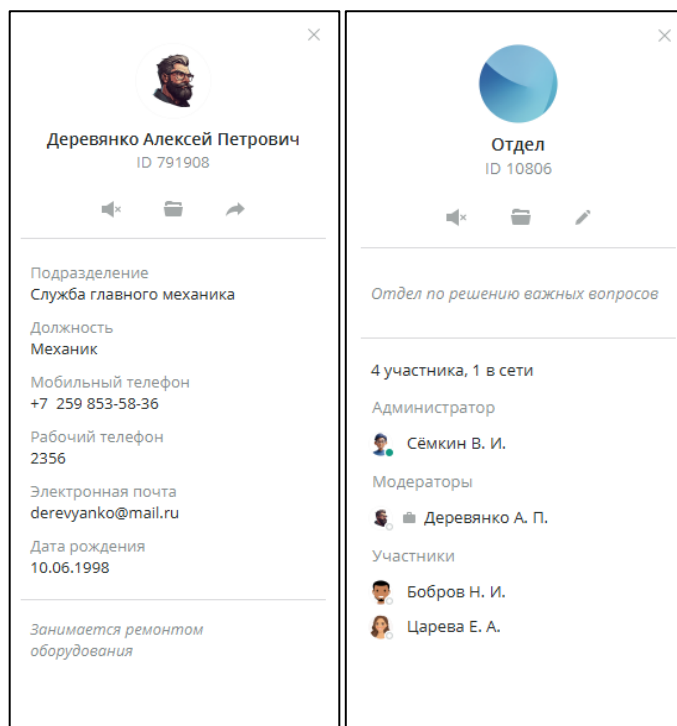 Деревянко Алексей Петрович
ID 791908
Подразделение
Служба главного механика
Должность
Механик
Мобильный телефон
+7 259 853-58-36
Рабочий телефон
2356
Электронная почта
derevyanko@mail.ru
Дата рождения
10.06.1998
Занимается ремонтом
оборудования
Отдел
ID 10806
Отдел по решению важных вопросов
4 участника, 1 в сети
Администратор
Сёмкин В. И.
Модераторы
Деревянко А. П.
Участники
Бобров Н. И.
Царева Е. А.